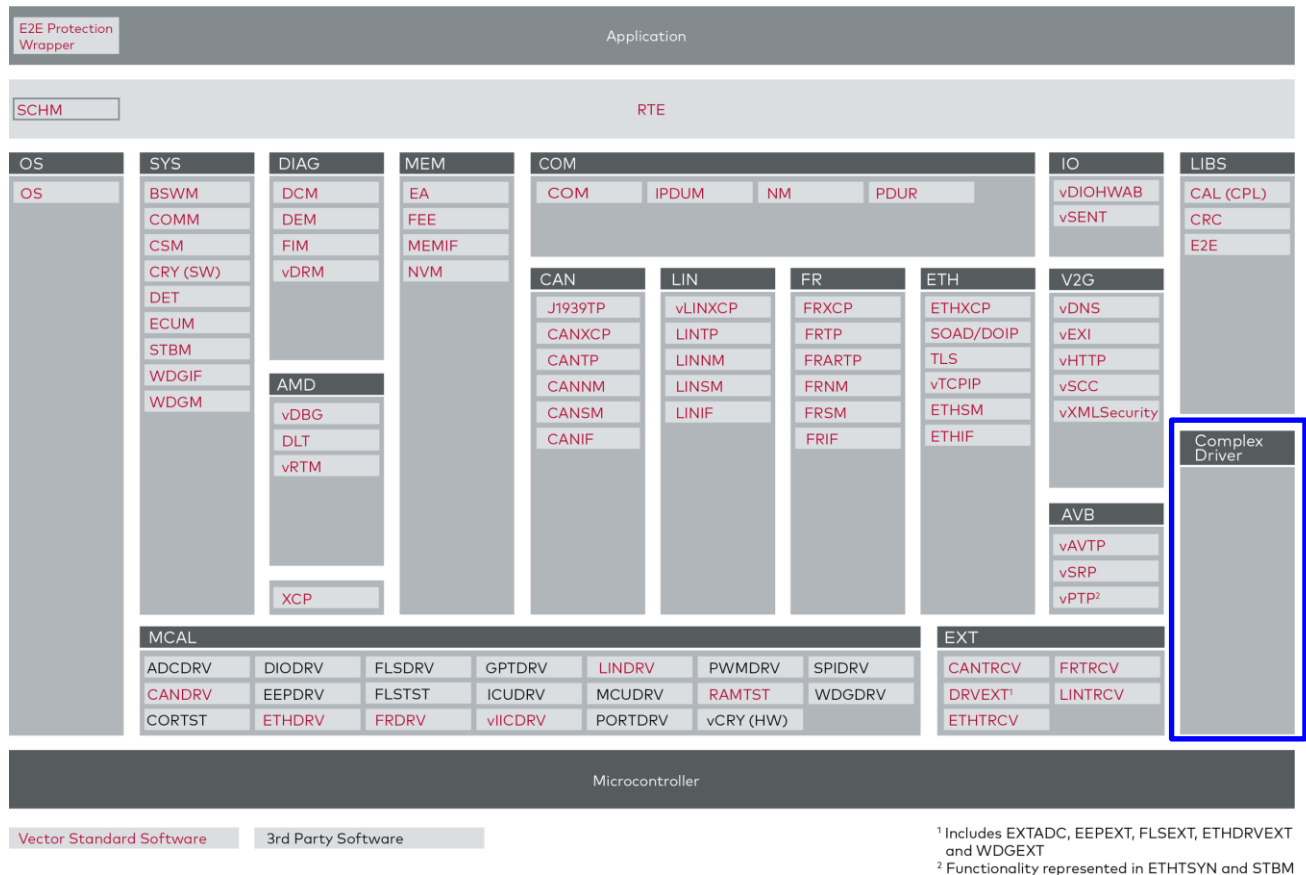 E2E Protection
Wrapper
Application
SCHM
RTE
OS
OS
SYS
BSWM
COMM
CSM
CRY (SW)
DET
ECUM
STBM
WDGIF
WDGM
DIAG
DCM
DEM
FIM
vDRM
AMD
vDBG
DLT
vRTM
XCP
MEM
EA
FEE
MEMIF
NVM
COM
COM IPDUM NM PDUR
CAN
J1939TP
CANXCP
CANTP
CANNM
CANSM
CANIF
LIN
vLINXCP
LINTP
LINNM
LINSM
LINIF
FR
FRXCP
FRTP
FRARTP
FRNM
FRSM
FRIF
ETH
ETHXCP
SOAD/DOIP
TLS
vTCPIP
ETHSM
ETHIF
IO
vDIOHWAB
vSENT
V2G
vDNS
vEXI
vHTTP
vSCC
vXMLSecurity
AVB
vAVTP
vSRP
vPTP²
LIBS
CAL (CPL)
CRC
E2E
Complex
Driver
MCAL
ADCDRV DIODRV FLSDRV GPTDRV LINDRV PWMDRV SPIDRV
CANDRV EEPDRV FLSTST ICUDRV MCUDRV RAMTST WDGDRV
CORTST ETHDRV FRDRV vIICDRV PORTDRV vCRY (HW)
EXT
CANTRCV FRTRCV
DRVEXT¹ LINTRCV
ETHTRCV
Microcontroller
Vector Standard Software
3rd Party Software
¹ Includes EXTADC, EEPEXT, FLSEXT, ETHDRVEXT
and WDGEXT
² Functionality represented in ETHTSYN and STBM